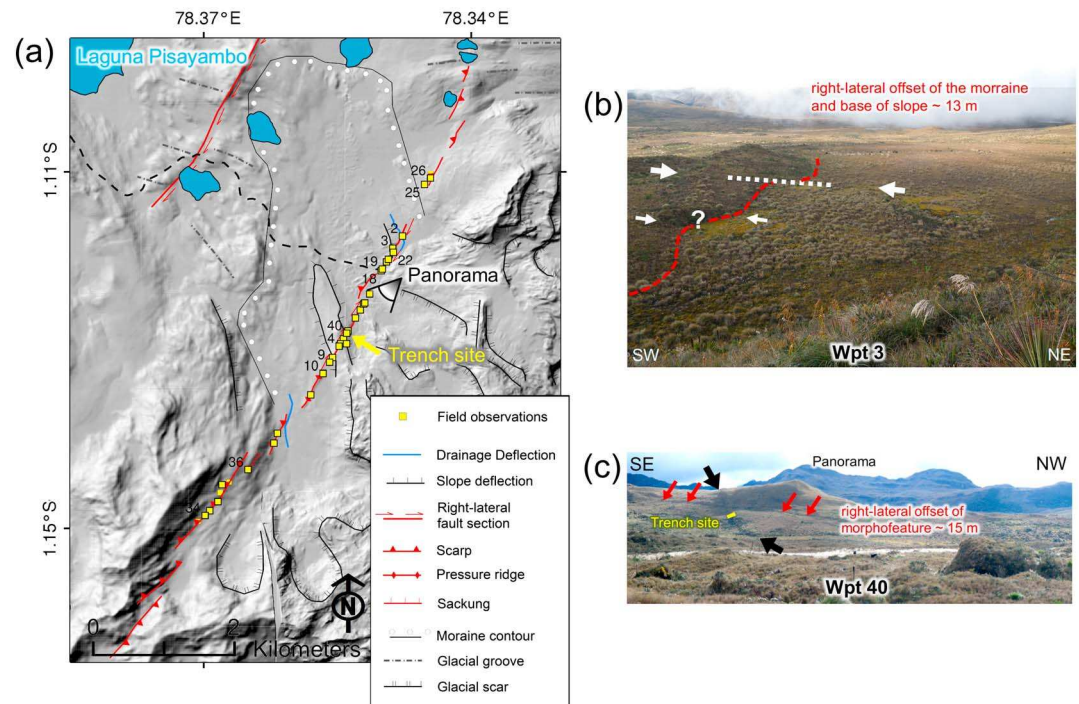 (a)
78.37°E
78.34°E
Laguna Pisayambo
1.11°S
1.15°S
26
25
2
3
22
19
18
Panorama
40
4
Trench site
9
10
36
34
N
0 2
Kilometers
Field observations
Drainage Deflection
Slope deflection
Right-lateral
fault section
Scarp
Pressure ridge
Sackung
Moraine contour
Glacial groove
Glacial scar
(b)
right-lateral offset of the morraine
and base of slope ~ 13 m
?
SW
Wpt 3
NE
(c)
SE
Panorama
NW
Trench site
right-lateral offset of
morphofeature ~ 15 m
Wpt 40